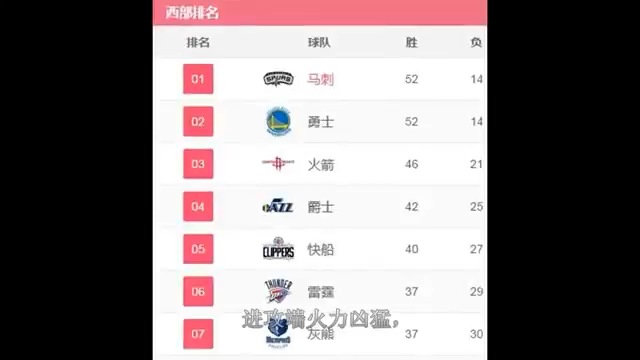 西部排名
排名 球队 胜 负
01 SPURS 马刺 52 14
02 勇士 52 14
03 火箭 46 21
04 JAZZ 爵士 42 25
05 CLIPPERS 快船 40 27
06 THUNDER 雷霆 37 29
07 灰熊 37 30
进攻端火力凶猛，